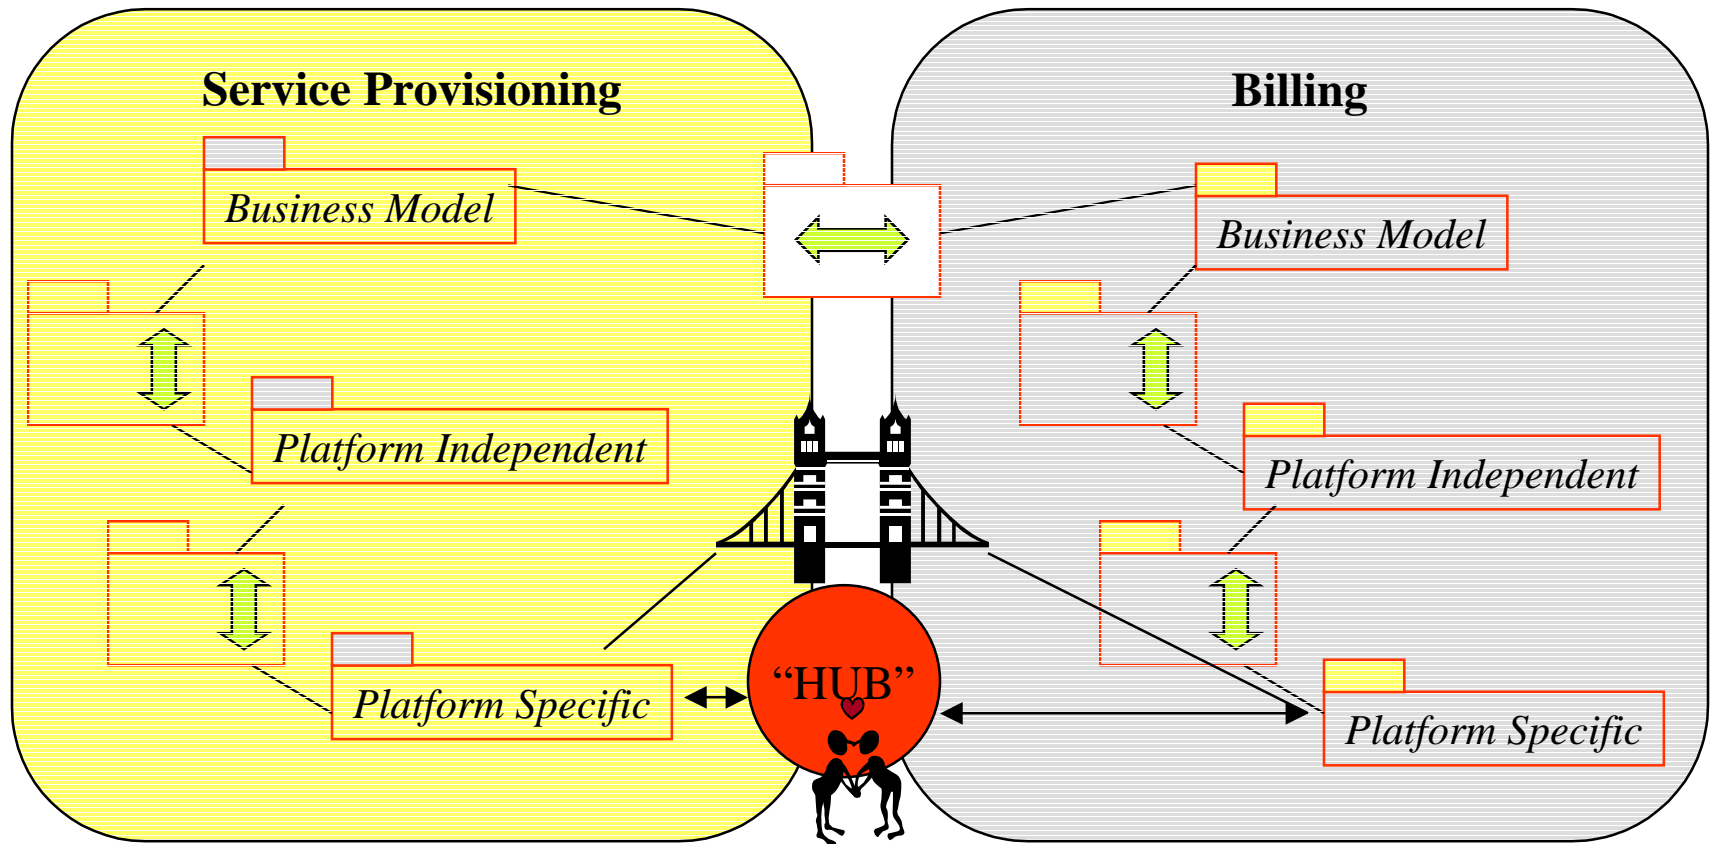 Service Provisioning
Business Model
Platform Independent
Platform Specific
“HUB”
Billing
Business Model
Platform Independent
Platform Specific